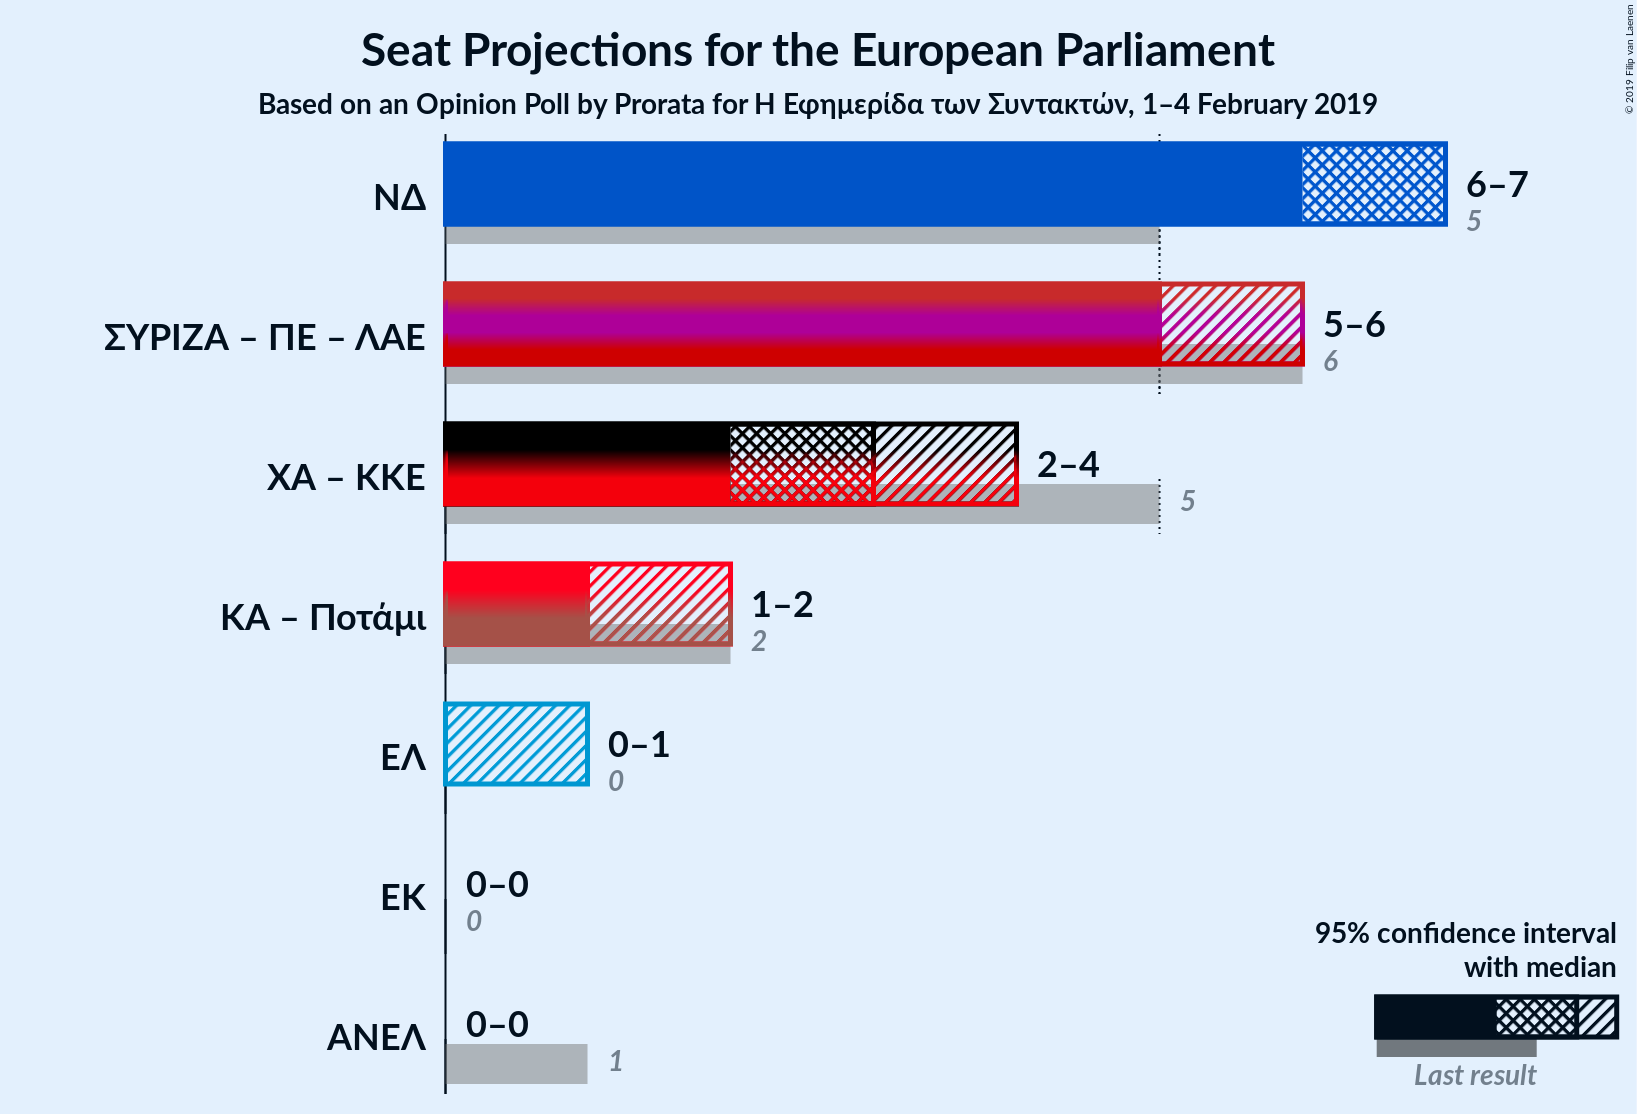 Seat Projections for the European Parliament
Based on an Opinion Poll by Prorata for Η Εφημερίδα των Συντακτών, 1–4 February 2019
© 2019 Filip van Laenen
ΝΔ
6–7
5
ΣΥΡΙΖΑ – ΠΕ – ΛΑΕ
5–6
6
ΧΑ – ΚΚΕ
2–4
5
ΚΑ – Ποτάμι
1–2
2
ΕΛ
0–1
0
ΕΚ
0–0
0
ΑΝΕΛ
0–0
1
95% confidence interval
with median
Last result